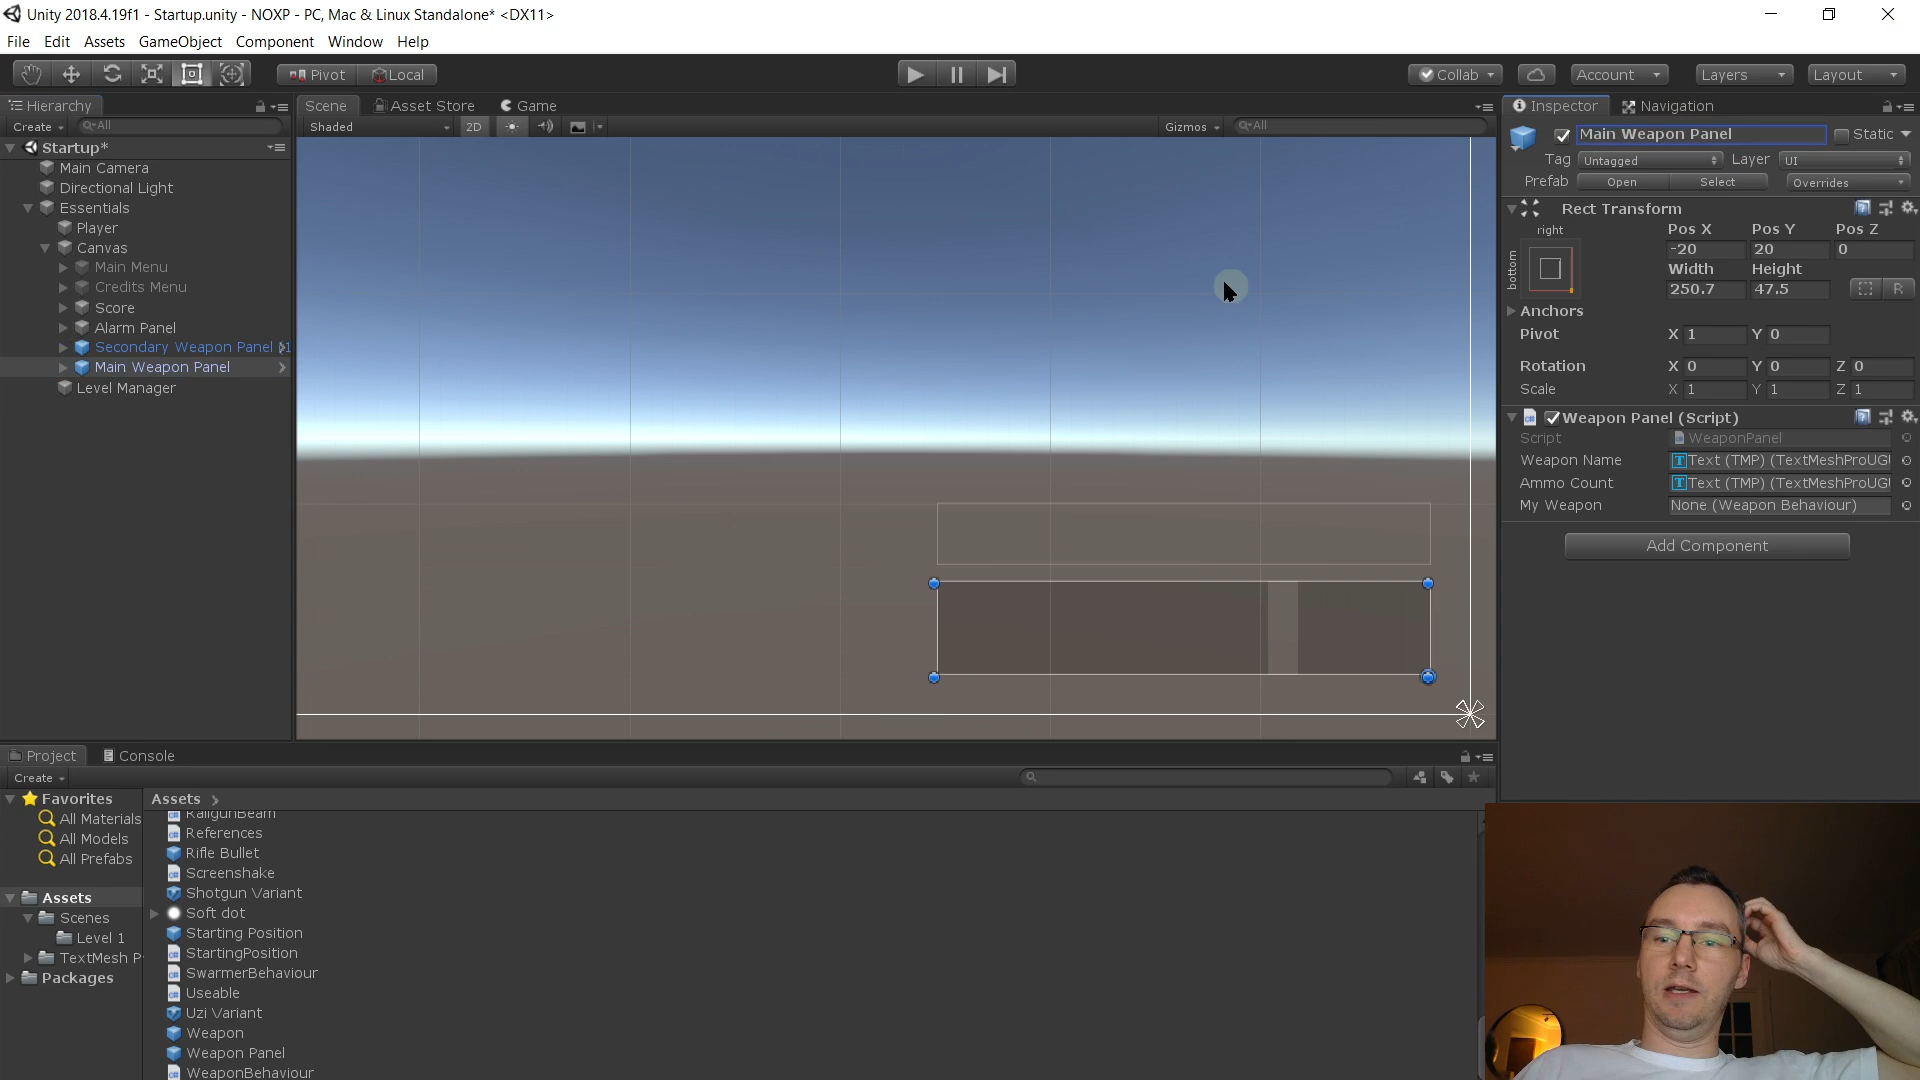 Unity 2018.4.19f1 - Startup.unity - NOXP - PC, Mac & Linux Standalone* <DX11>
File Edit Assets GameObject Component Window Help
Pivot Local Collab Account Layers Layout
Hierarchy
Create All
Startup*
Main Camera
Directional Light
Essentials
Player
Canvas
Main Menu
Credits Menu
Score
Alarm Panel
Secondary Weapon Panel
Main Weapon Panel
Level Manager
Scene Asset Store Game
Shaded 2D Gizmos All
Inspector Navigation
Main Weapon Panel Static
Tag Untagged Layer UI
Prefab Open Select Overrides
Rect Transform
right
bottom
Pos X Pos Y Pos Z
-20 20 0
Width Height
250.7 47.5 R
Anchors
Pivot X 1 Y 0
Rotation X 0 Y 0 Z 0
Scale X 1 Y 1 Z 1
Weapon Panel (Script)
Script WeaponPanel
Weapon Name Text (TMP) (TextMeshProUG
Ammo Count Text (TMP) (TextMeshProUG
My Weapon None (Weapon Behaviour)
Add Component
Project Console
Create
Favorites
All Materials
All Models
All Prefabs
Assets
Scenes
Level 1
TextMesh P
Packages
Assets
RailgunBeam
References
Rifle Bullet
Screenshake
Shotgun Variant
Soft dot
Starting Position
StartingPosition
SwarmerBehaviour
Useable
Uzi Variant
Weapon
Weapon Panel
WeaponBehaviour